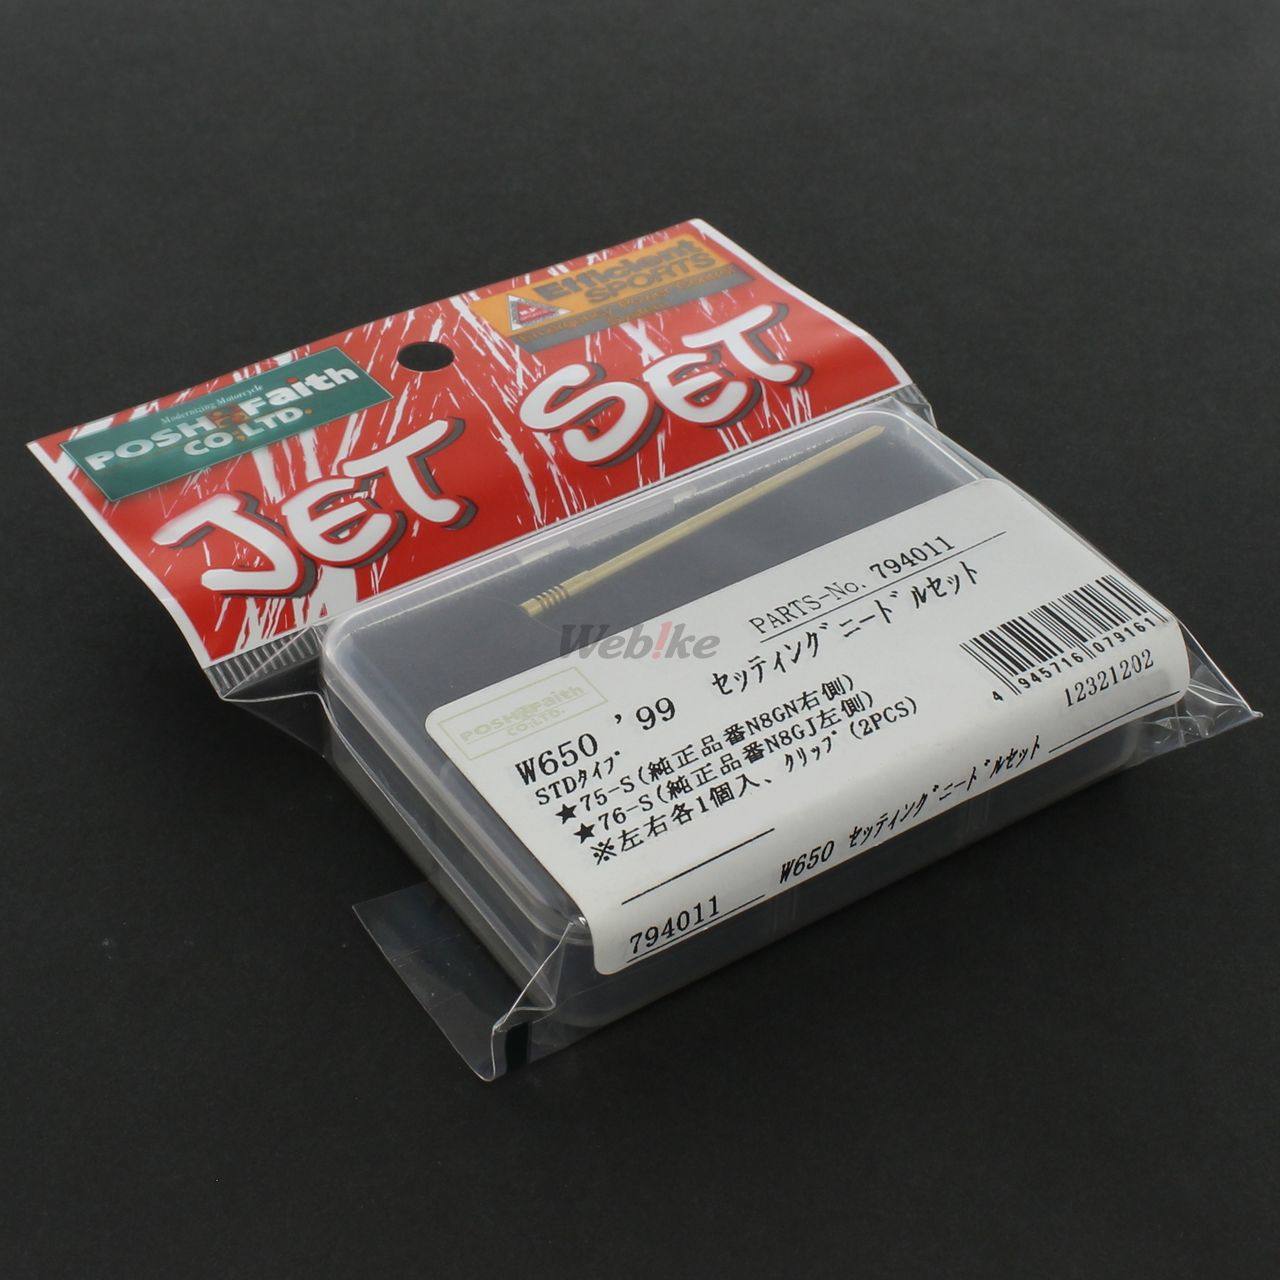 Efficient
SPORTS
Modernizing Motorcycle
POSH Faith
CO.,LTD.
JET SET
Web!ke
PARTS-No. 794011
POSH Faith
CO.,LTD.
W650 '99 セッティングニードルセット
STDタイプ
★75-S(純正品番N8GN右側)
★76-S(純正品番N8GJ左側)
※左右各1個入、クリップ(2PCS)
4 945716 079161
12321202
794011 W650 セッティングニードルセット